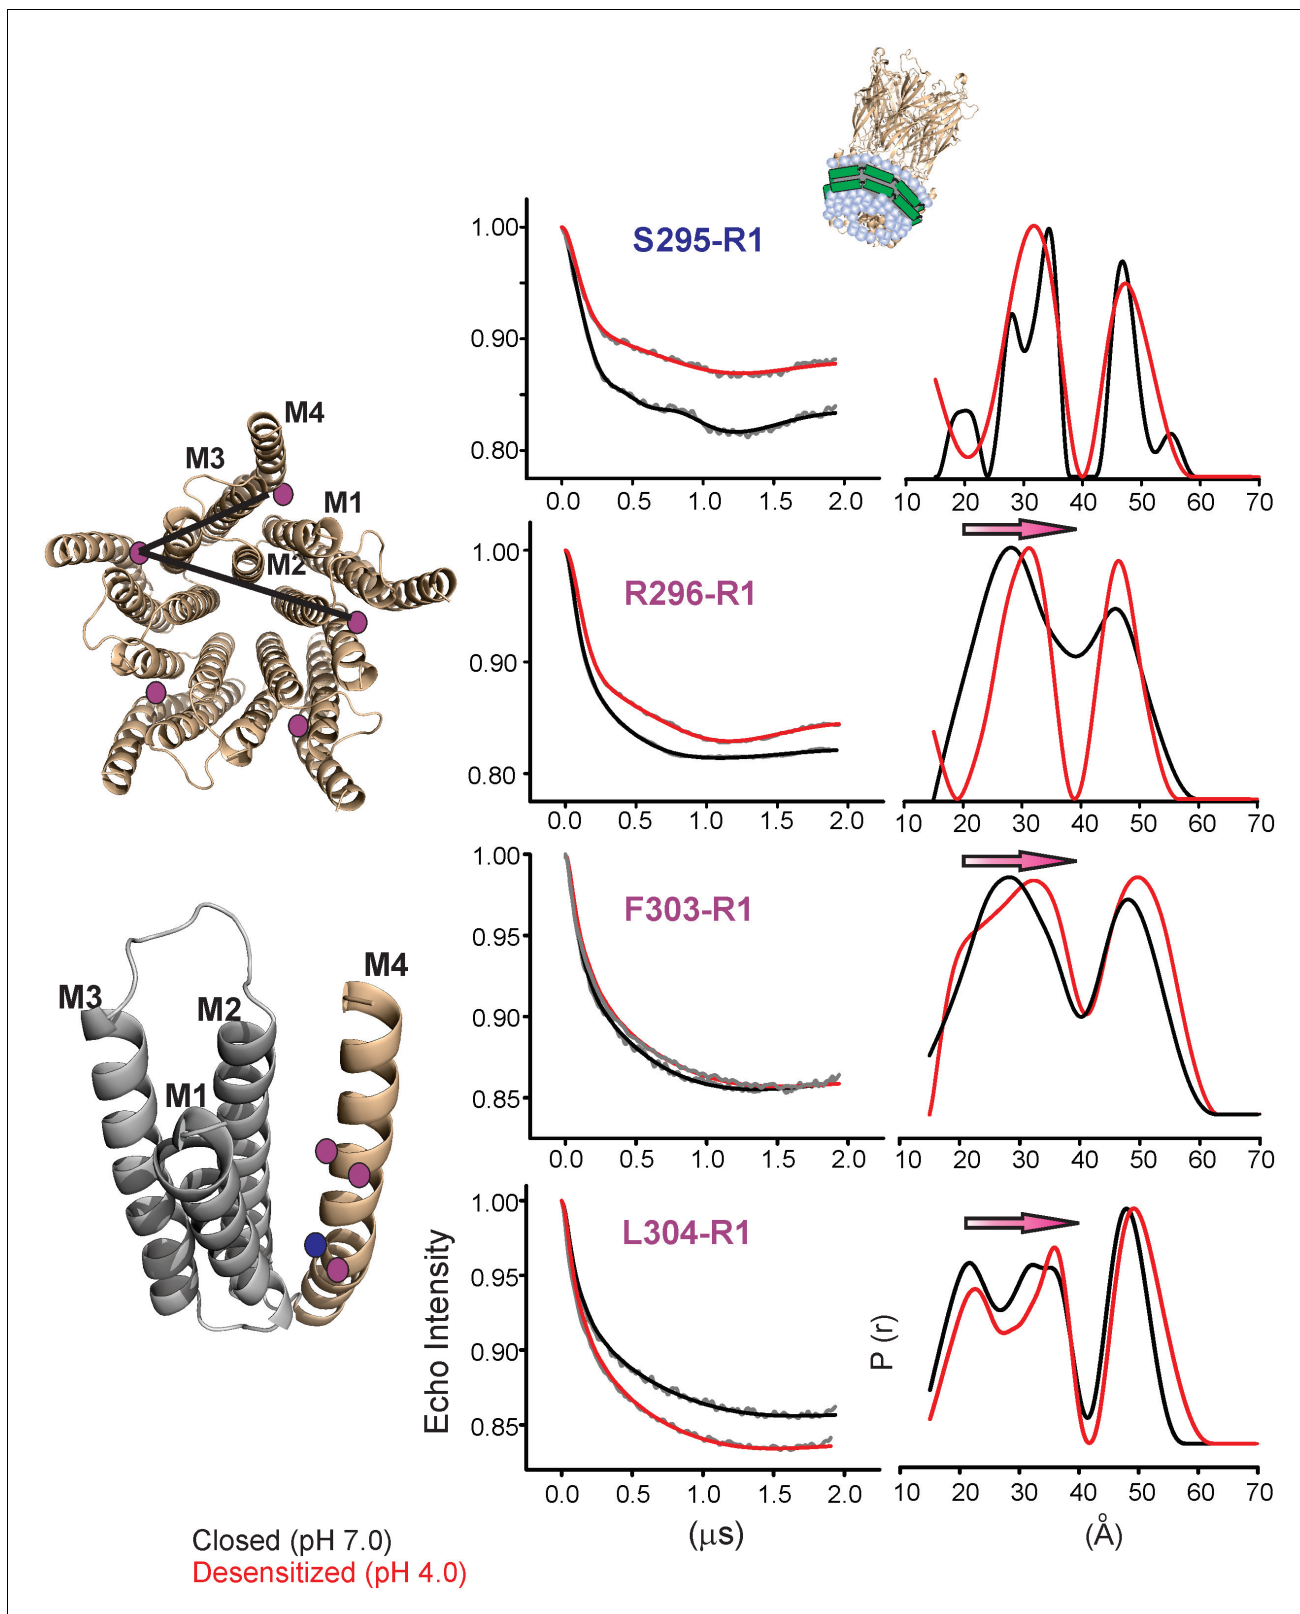 S295-R1
1.00
0.90
0.80
0.0 0.5 1.0 1.5 2.0
10 20 30 40 50 60 70
M4
M3
M1
M2
R296-R1
1.00
0.90
0.80
0.0 0.5 1.0 1.5 2.0
10 20 30 40 50 60 70
F303-R1
1.00
0.95
0.90
0.85
0.0 0.5 1.0 1.5 2.0
10 20 30 40 50 60 70
M4
M3
M2
M1
L304-R1
1.00
0.95
0.90
0.85
0.0 0.5 1.0 1.5 2.0
10 20 30 40 50 60 70
Echo Intensity
P (r)
(μs)
(Å)
Closed (pH 7.0)
Desensitized (pH 4.0)